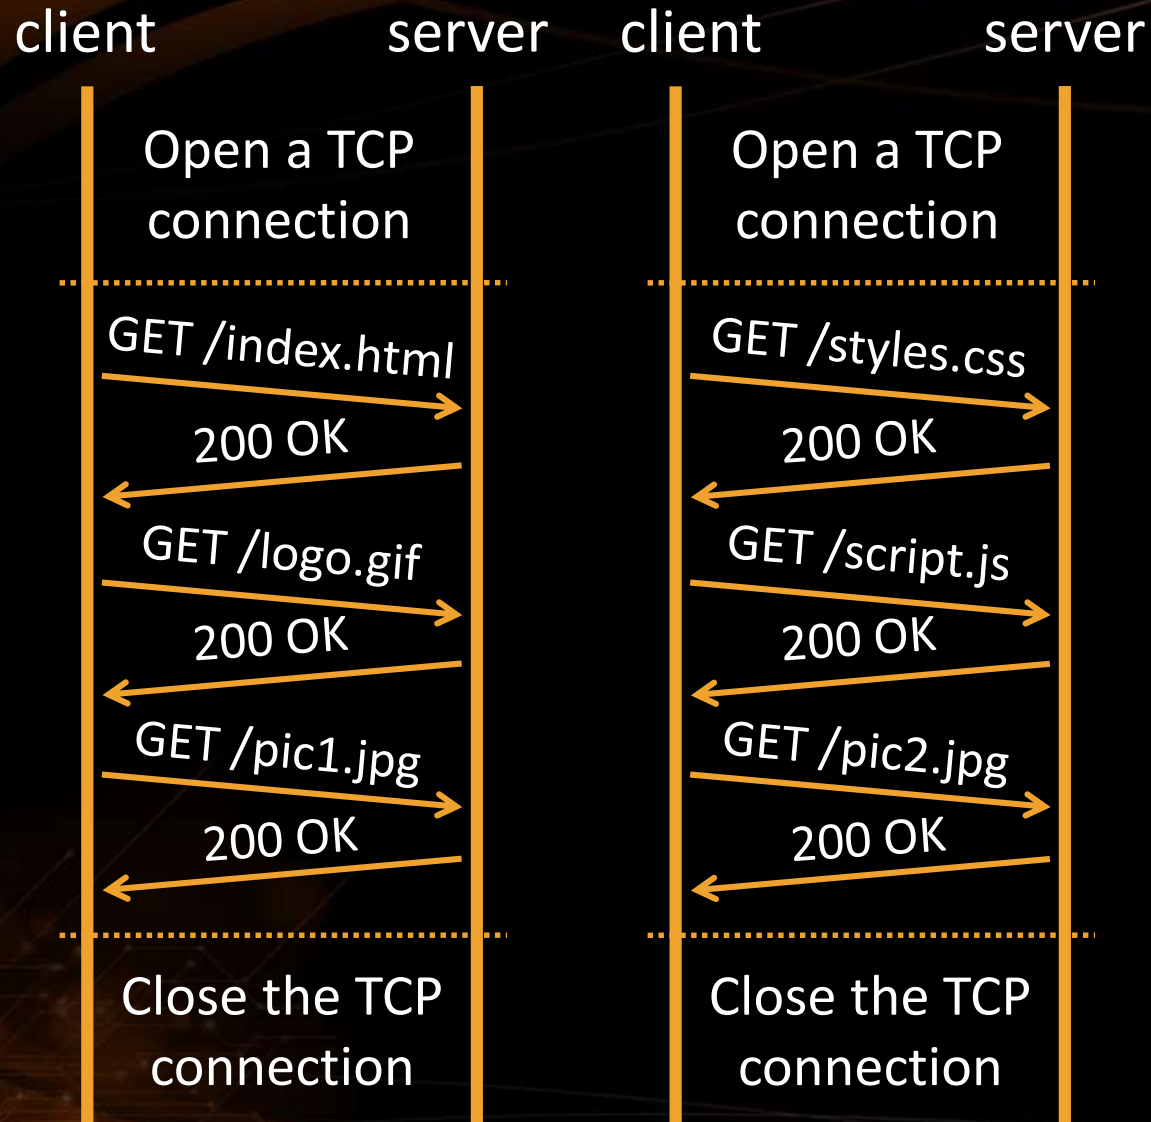 client
server
Open a TCP
connection
GET /index.html
200 OK
GET /logo.gif
200 OK
GET /pic1.jpg
200 OK
Close the TCP
connection
client
server
Open a TCP
connection
GET /styles.css
200 OK
GET /script.js
200 OK
GET /pic2.jpg
200 OK
Close the TCP
connection